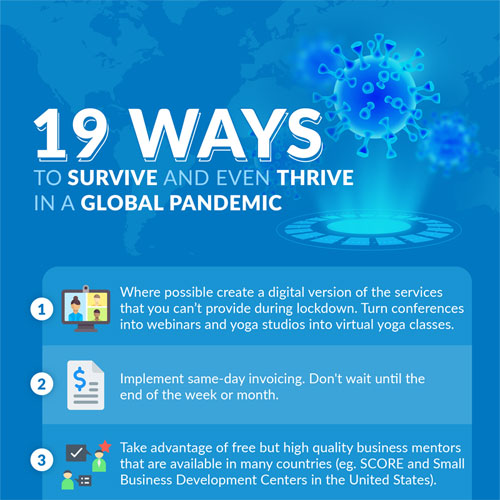 19 WAYS
TO SURVIVE AND EVEN THRIVE
IN A GLOBAL PANDEMIC
1
Where possible create a digital version of the services
that you can't provide during lockdown. Turn conferences
into webinars and yoga studios into virtual yoga classes.
2
$
Implement same-day invoicing. Don't wait until the
end of the week or month.
3
Take advantage of free but high quality business mentors
that are available in many countries (eg. SCORE and Small
Business Development Centers in the United States).